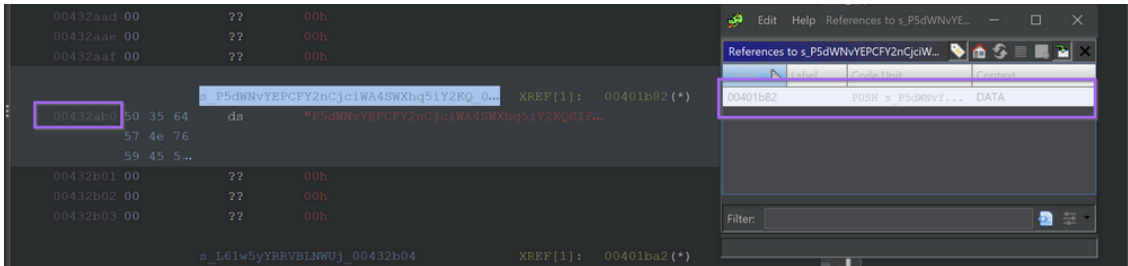 00432aad 00 ?? 00h
00432aae 00 ?? 00h
00432aaf 00 ?? 00h
s_P5dWNvYEPCFY2nCjciWA4SWXhq5iY2KQ_0... XREF[1]: 00401b82(*)
00432ab0 50 35 64 ds "P5dWNvYEPCFY2nCjciWA4SWXhq5iY2KQSIF...
57 4e 76
59 45 5...
00432b01 00 ?? 00h
00432b02 00 ?? 00h
00432b03 00 ?? 00h
s_L61w5yYRRVBLNWUj_00432b04 XREF[1]: 00401ba2(*)
Edit Help References to s_P5dWNvYE...
References to s_P5dWNvYEPCFY2nCjciW...
Label Code Unit Context
00401b82 PUSH s_P5dWNvY... DATA
Filter: